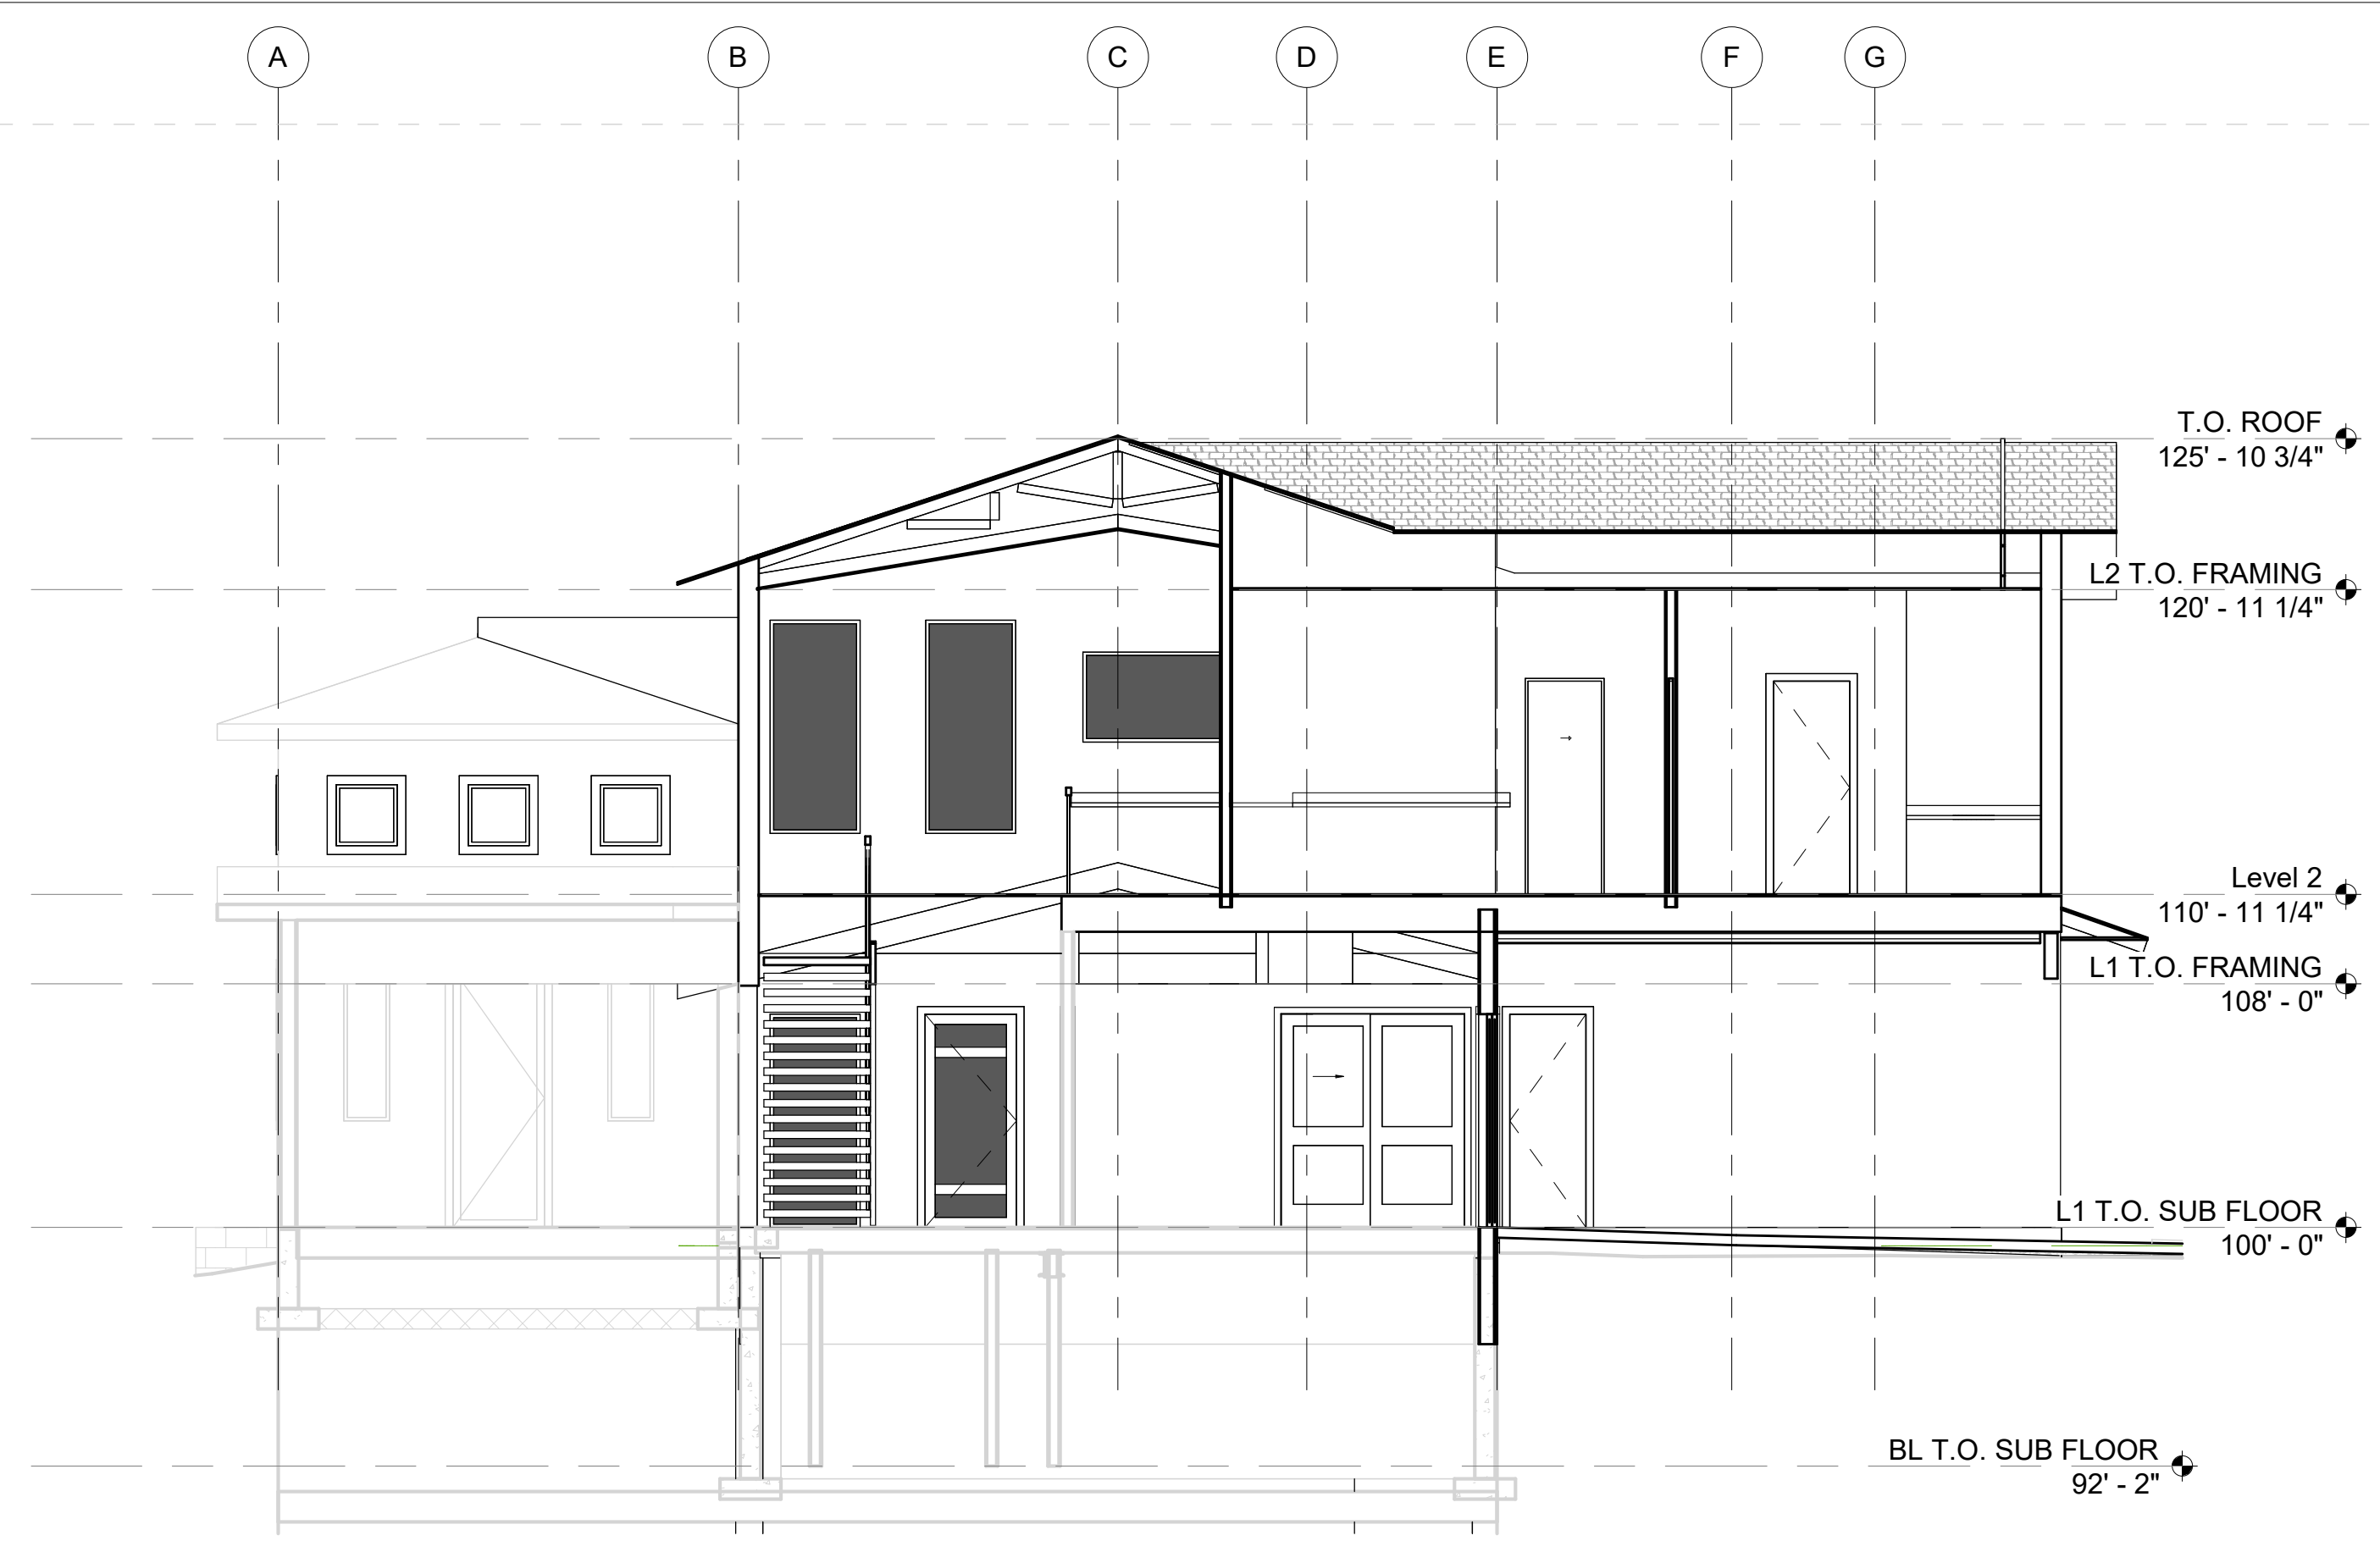 A B C D E F G
T.O. ROOF
125' - 10 3/4"
L2 T.O. FRAMING
120' - 11 1/4"
Level 2
110' - 11 1/4"
L1 T.O. FRAMING
108' - 0"
L1 T.O. SUB FLOOR
100' - 0"
BL T.O. SUB FLOOR
92' - 2"